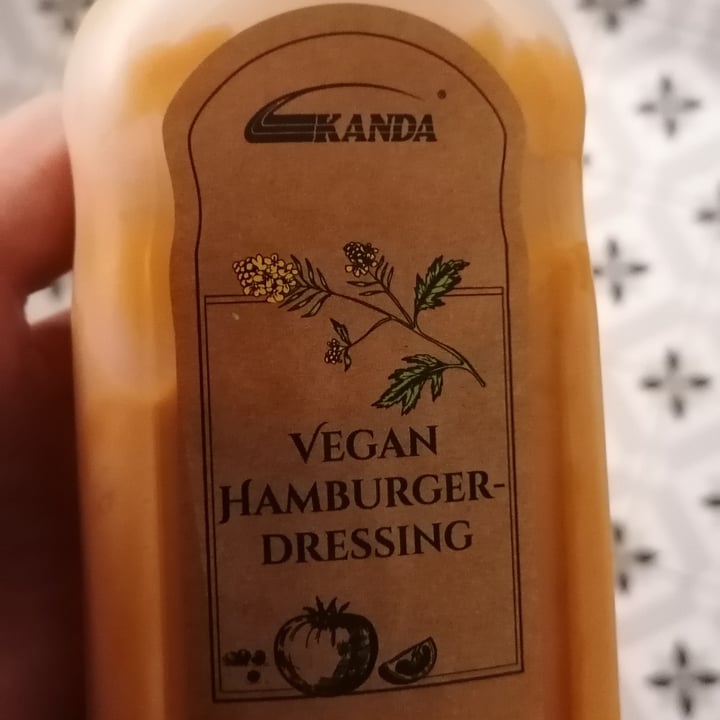 KANDA
VEGAN
HAMBURGER-
DRESSING